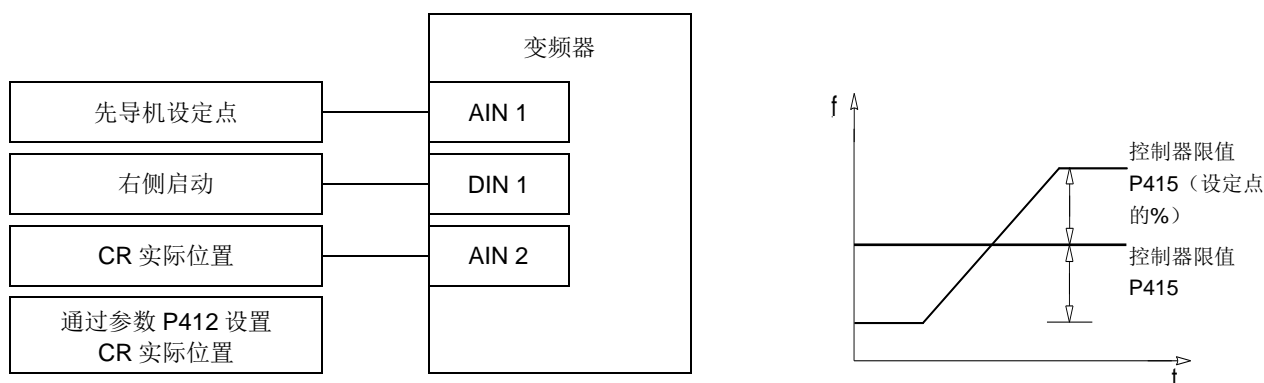 变频器
先导机设定点
AIN 1
右侧启动
DIN 1
CR 实际位置
AIN 2
通过参数 P412 设置
CR 实际位置
f
控制器限值
P415（设定点
的%）
控制器限值
P415
t